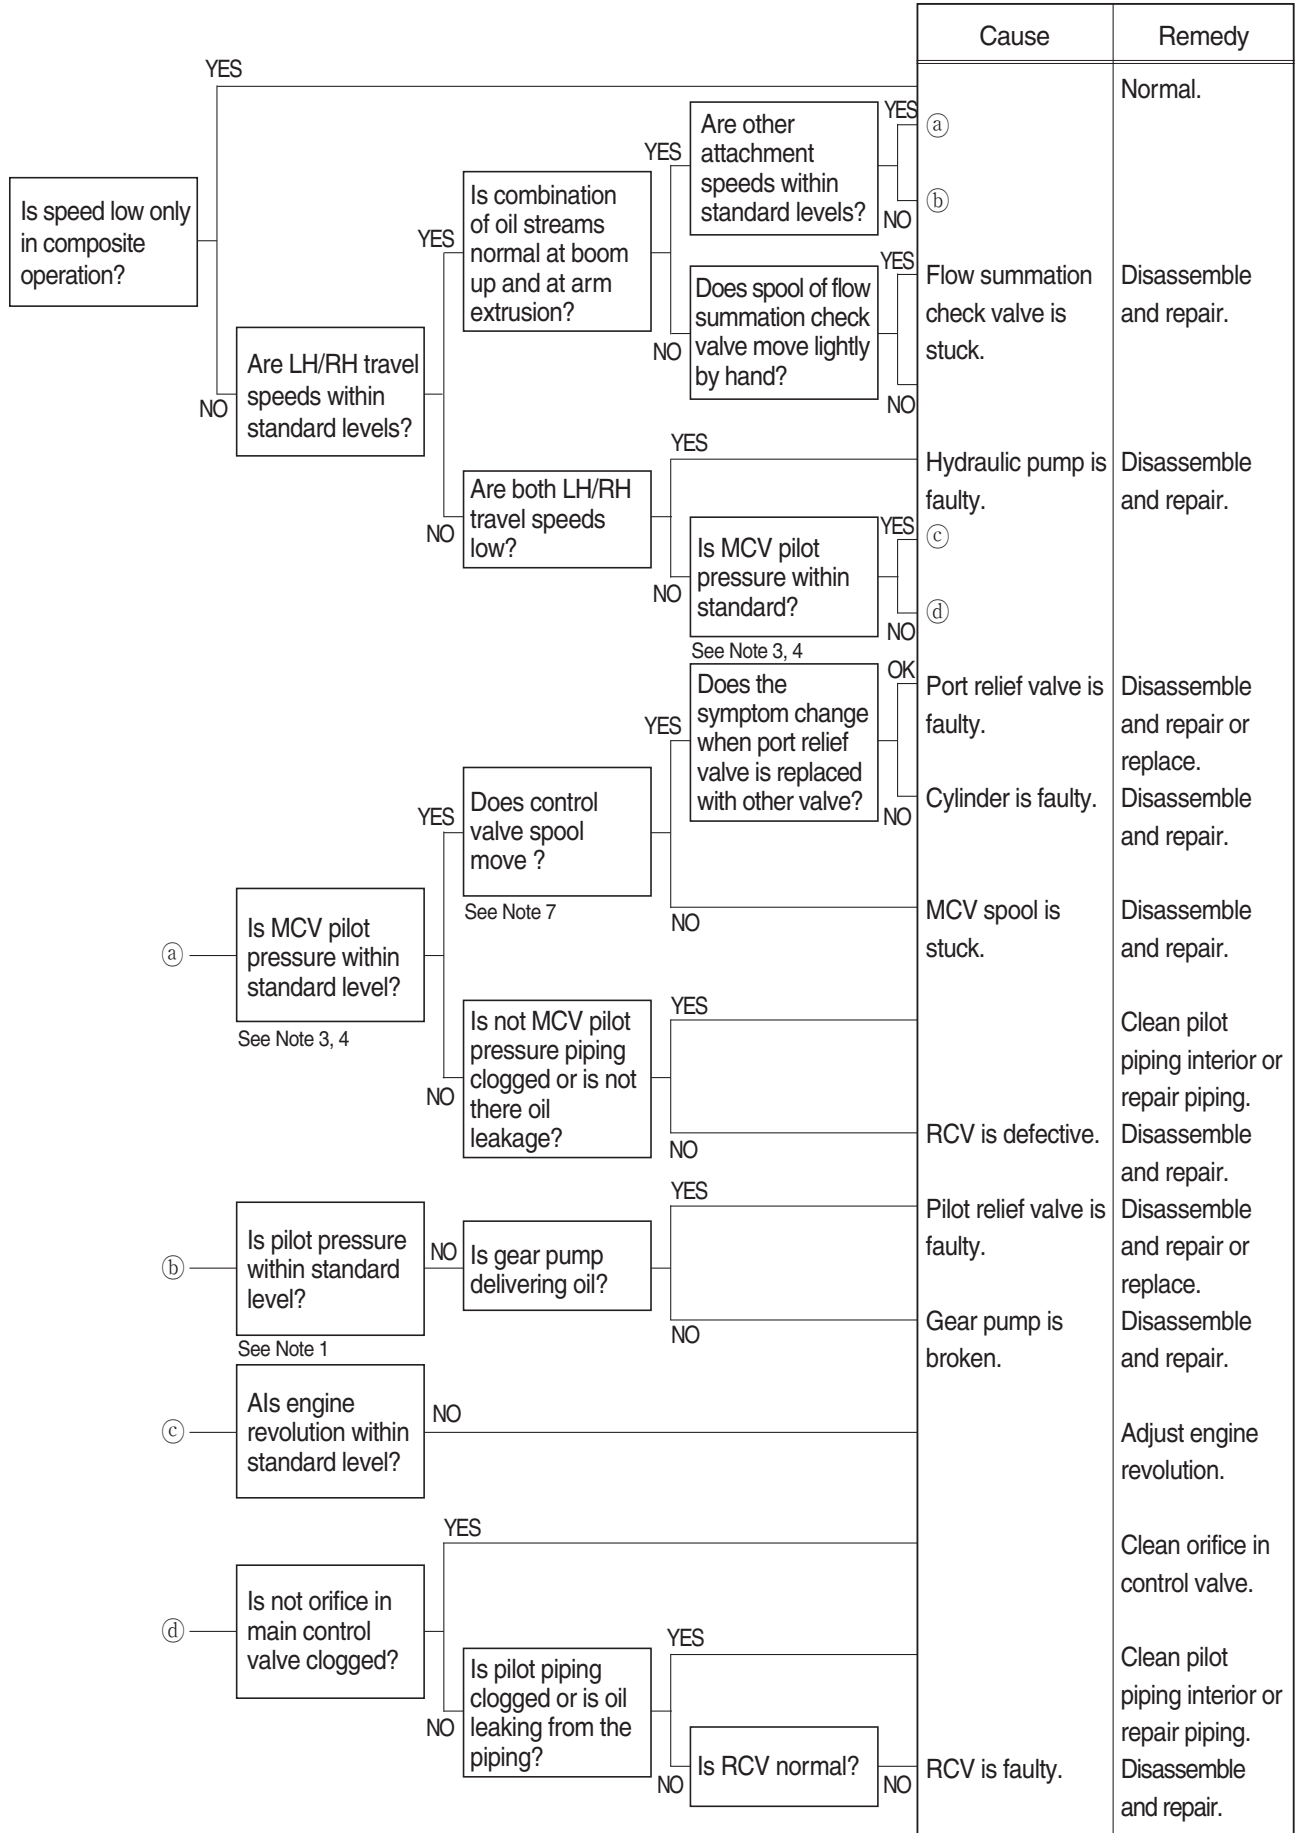 Cause
Remedy
YES
Normal.
Is speed low only
in composite
operation?
NO
Are LH/RH travel
speeds within
standard levels?
YES
Is combination
of oil streams
normal at boom
up and at arm
extrusion?
YES
Are other
attachment
speeds within
standard levels?
YES
ⓐ
NO
ⓑ
NO
Does spool of flow
summation check
valve move lightly
by hand?
YES
Flow summation
check valve is
stuck.
Disassemble
and repair.
NO
NO
Are both LH/RH
travel speeds
low?
YES
Hydraulic pump is
faulty.
Disassemble
and repair.
NO
Is MCV pilot
pressure within
standard?
See Note 3, 4
YES
ⓒ
NO
ⓓ
ⓐ
Is MCV pilot
pressure within
standard level?
See Note 3, 4
YES
Does control
valve spool
move ?
See Note 7
YES
Does the
symptom change
when port relief
valve is replaced
with other valve?
OK
Port relief valve is
faulty.
Disassemble
and repair or
replace.
NO
Cylinder is faulty.
Disassemble
and repair.
NO
MCV spool is
stuck.
Disassemble
and repair.
NO
Is not MCV pilot
pressure piping
clogged or is not
there oil
leakage?
YES
Clean pilot
piping interior or
repair piping.
NO
RCV is defective.
Disassemble
and repair.
ⓑ
Is pilot pressure
within standard
level?
See Note 1
NO
Is gear pump
delivering oil?
YES
Pilot relief valve is
faulty.
Disassemble
and repair or
replace.
NO
Gear pump is
broken.
Disassemble
and repair.
ⓒ
AIs engine
revolution within
standard level?
NO
Adjust engine
revolution.
ⓓ
Is not orifice in
main control
valve clogged?
YES
Clean orifice in
control valve.
NO
Is pilot piping
clogged or is oil
leaking from the
piping?
YES
Clean pilot
piping interior or
repair piping.
NO
Is RCV normal?
NO
RCV is faulty.
Disassemble
and repair.